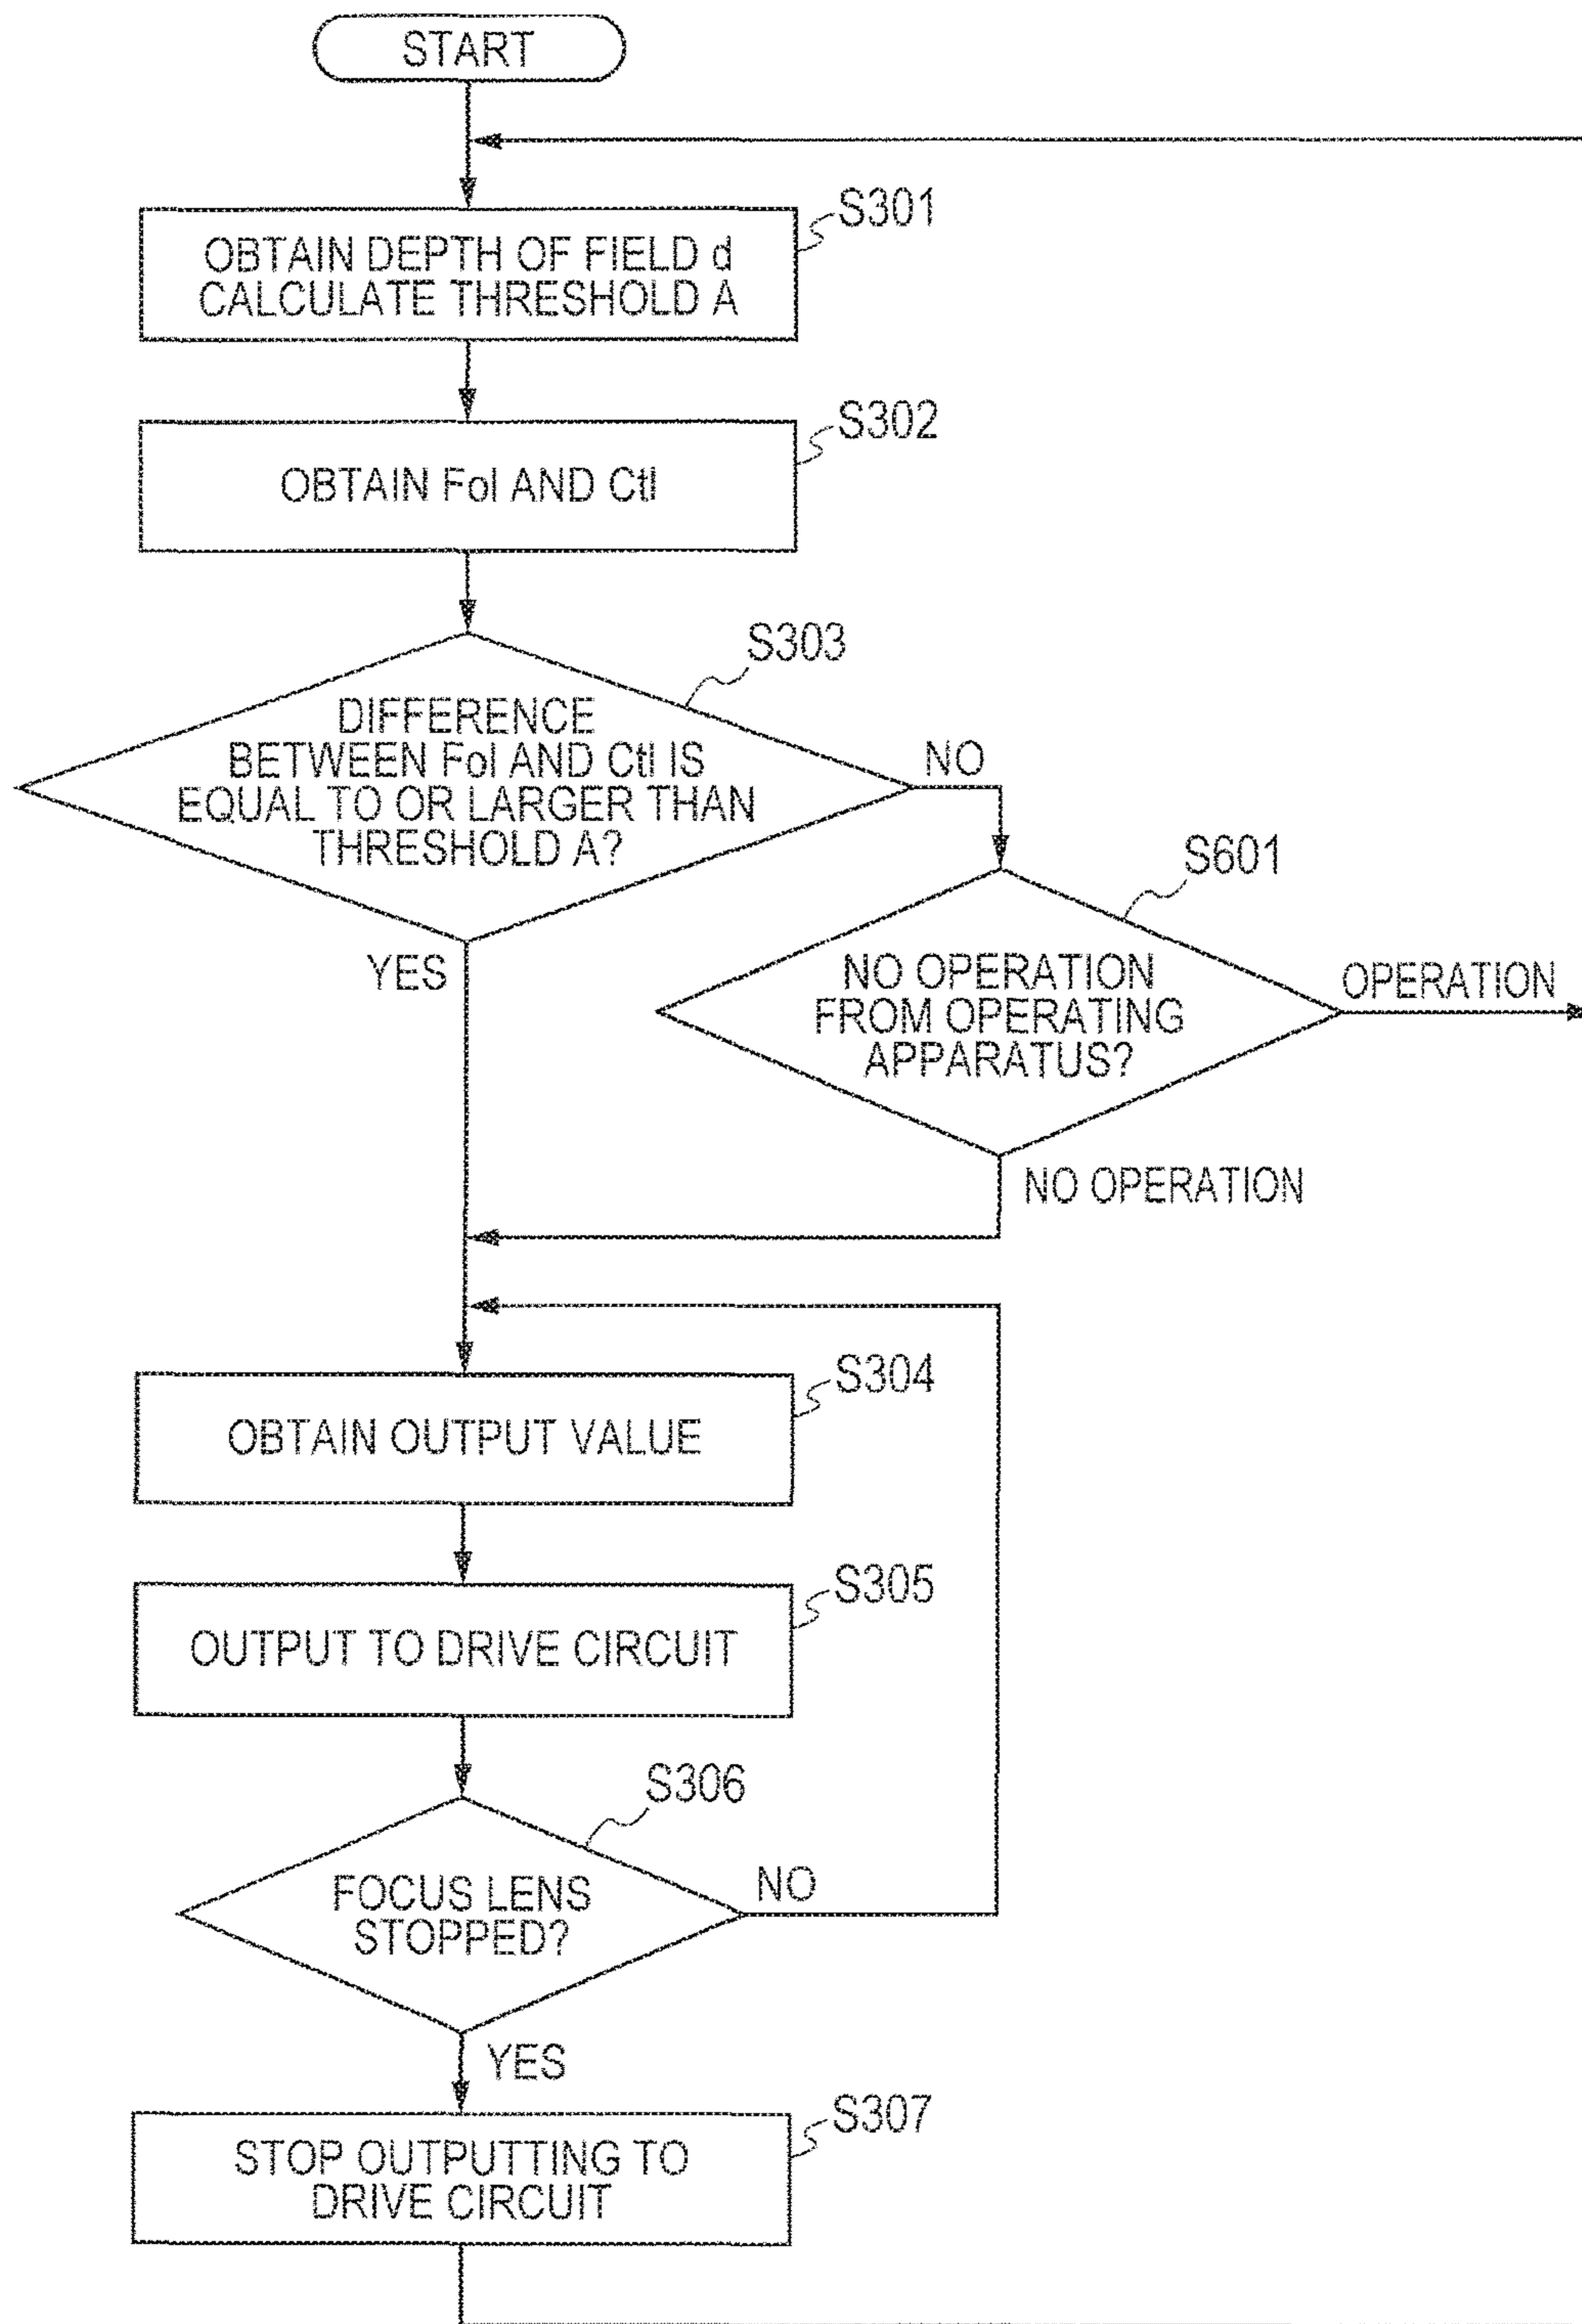 START
S301
OBTAIN DEPTH OF FIELD d
CALCULATE THRESHOLD A
S302
OBTAIN Fol AND Ctl
S303
DIFFERENCE
BETWEEN Fol AND Ctl IS
EQUAL TO OR LARGER THAN
THRESHOLD A?
NO
YES
S601
NO OPERATION
FROM OPERATING
APPARATUS?
OPERATION
NO OPERATION
S304
OBTAIN OUTPUT VALUE
S305
OUTPUT TO DRIVE CIRCUIT
S306
FOCUS LENS
STOPPED?
NO
YES
S307
STOP OUTPUTTING TO
DRIVE CIRCUIT